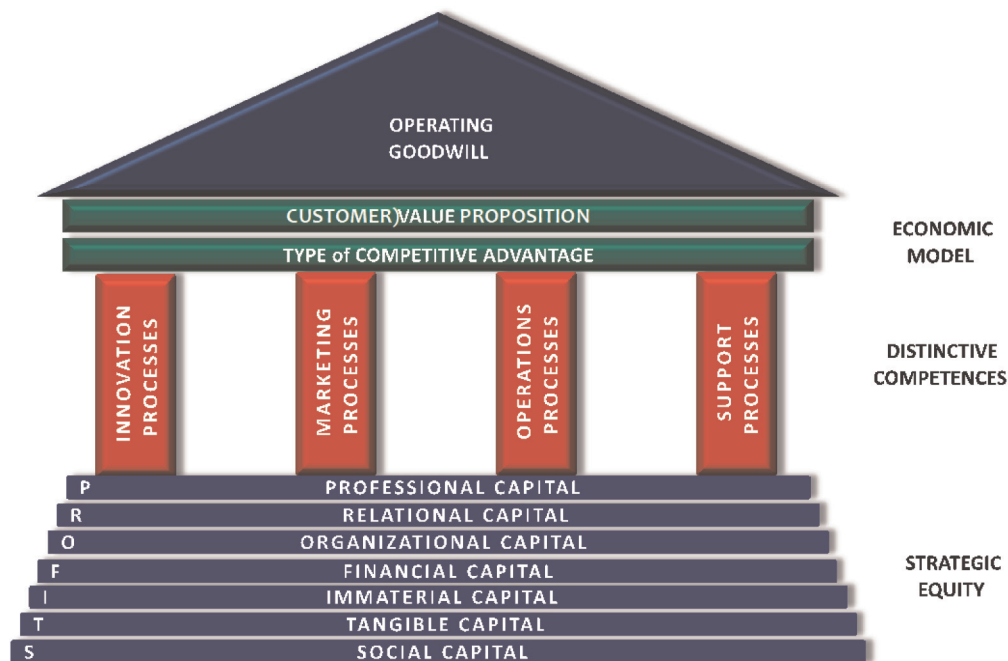 OPERATING
GOODWILL
CUSTOMER)VALUE PROPOSITION
TYPE of COMPETITIVE ADVANTAGE
ECONOMIC
MODEL
INNOVATION
PROCESSES
MARKETING
PROCESSES
OPERATIONS
PROCESSES
SUPPORT
PROCESSES
DISTINCTIVE
COMPETENCES
P PROFESSIONAL CAPITAL
R RELATIONAL CAPITAL
O ORGANIZATIONAL CAPITAL
F FINANCIAL CAPITAL
I IMMATERIAL CAPITAL
T TANGIBLE CAPITAL
S SOCIAL CAPITAL
STRATEGIC
EQUITY